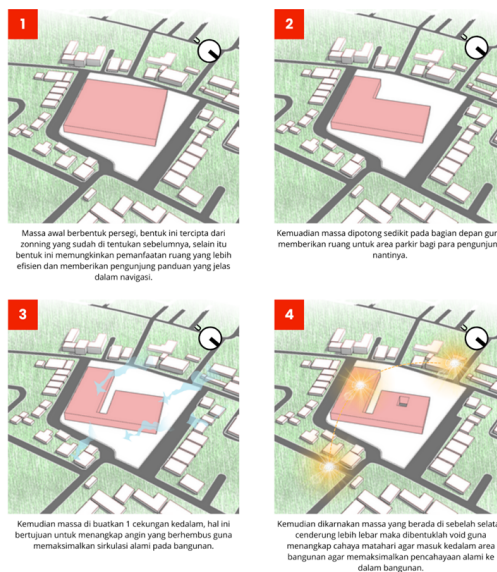 1
Massa awal berbentuk persegi, bentuk ini tercipta dari
zonning yang sudah di tentukan sebelumnya, selain itu
bentuk ini memungkinkan pemanfaatan ruang yang lebih
efisien dan memberikan pengunjung panduan yang jelas
dalam navigasi.
2
Kemuadian massa dipotong sedikit pada bagian depan gun
memberikan ruang untuk area parkir bagi para pengunjun
nantinya.
3
Kemudian massa di buatkan 1 cekungan kedalam, hal ini
bertujuan untuk menangkap angin yang berhembus guna
memaksimalkan sirkulasi alami pada bangunan.
4
Kemudian dikarnakan massa yang berada di sebelah selata
cenderung lebih lebar maka dibentuklah void guna
menangkap cahaya matahari agar masuk kedalam area
bangunan agar memaksimalkan pencahayaan alami ke
dalam bangunan.